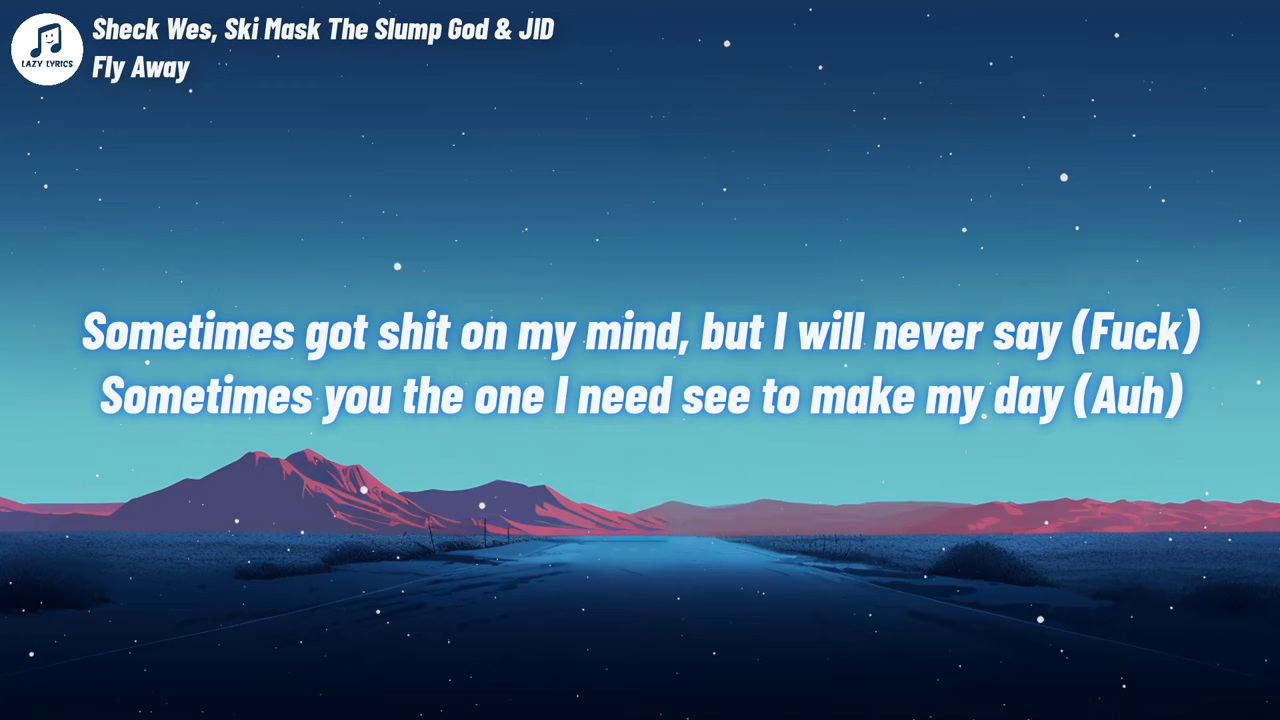 LAZY LYRICS
Sheck Wes, Ski Mask The Slump God & JID
Fly Away
Sometimes got shit on my mind, but I will never say (Fuck)
Sometimes you the one I need see to make my day (Auh)